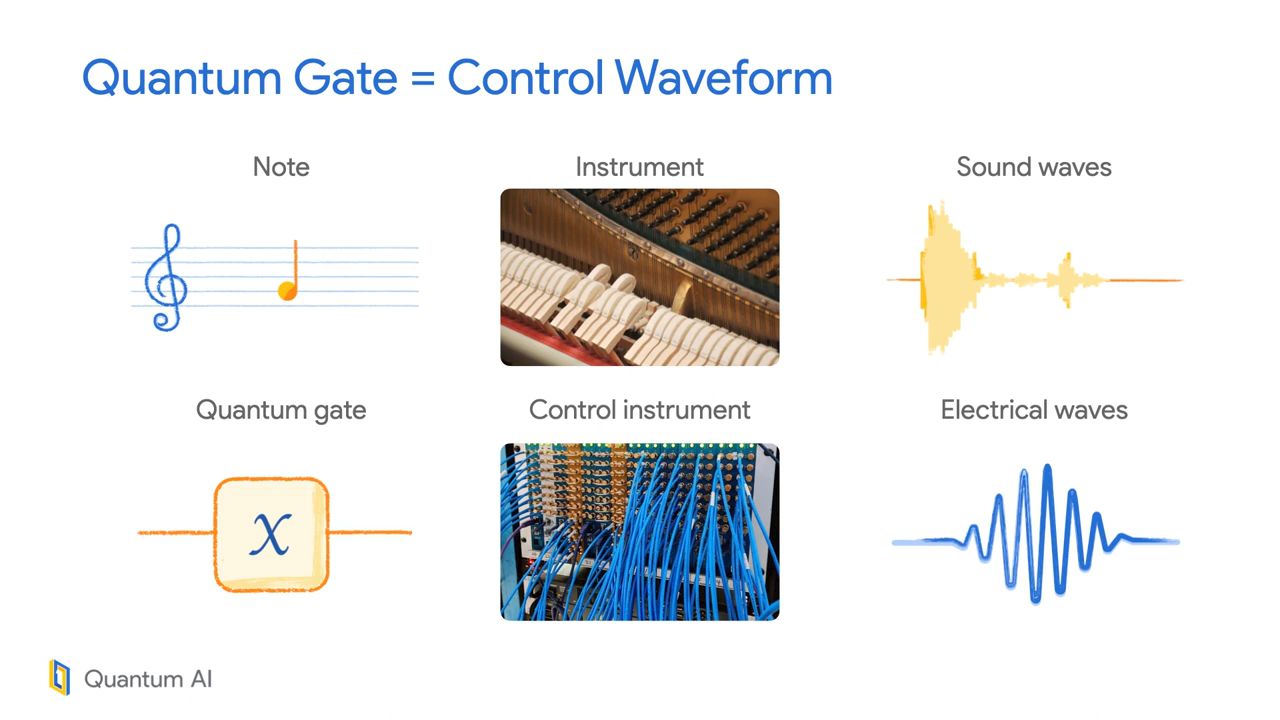 Quantum Gate = Control Waveform
Note
Instrument
Sound waves
Quantum gate
Control instrument
Electrical waves
X
Quantum AI